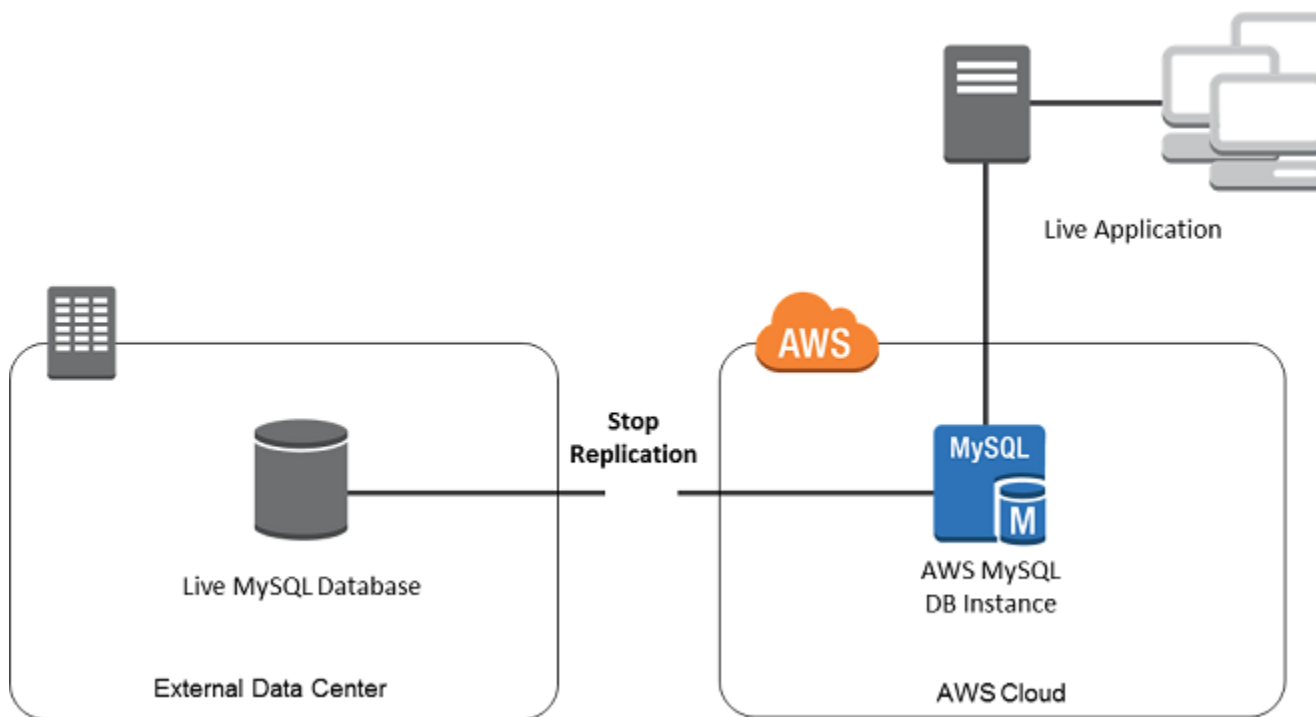 Live Application
AWS
Stop
Replication
MySQL
M
Live MySQL Database
AWS MySQL
DB Instance
External Data Center
AWS Cloud